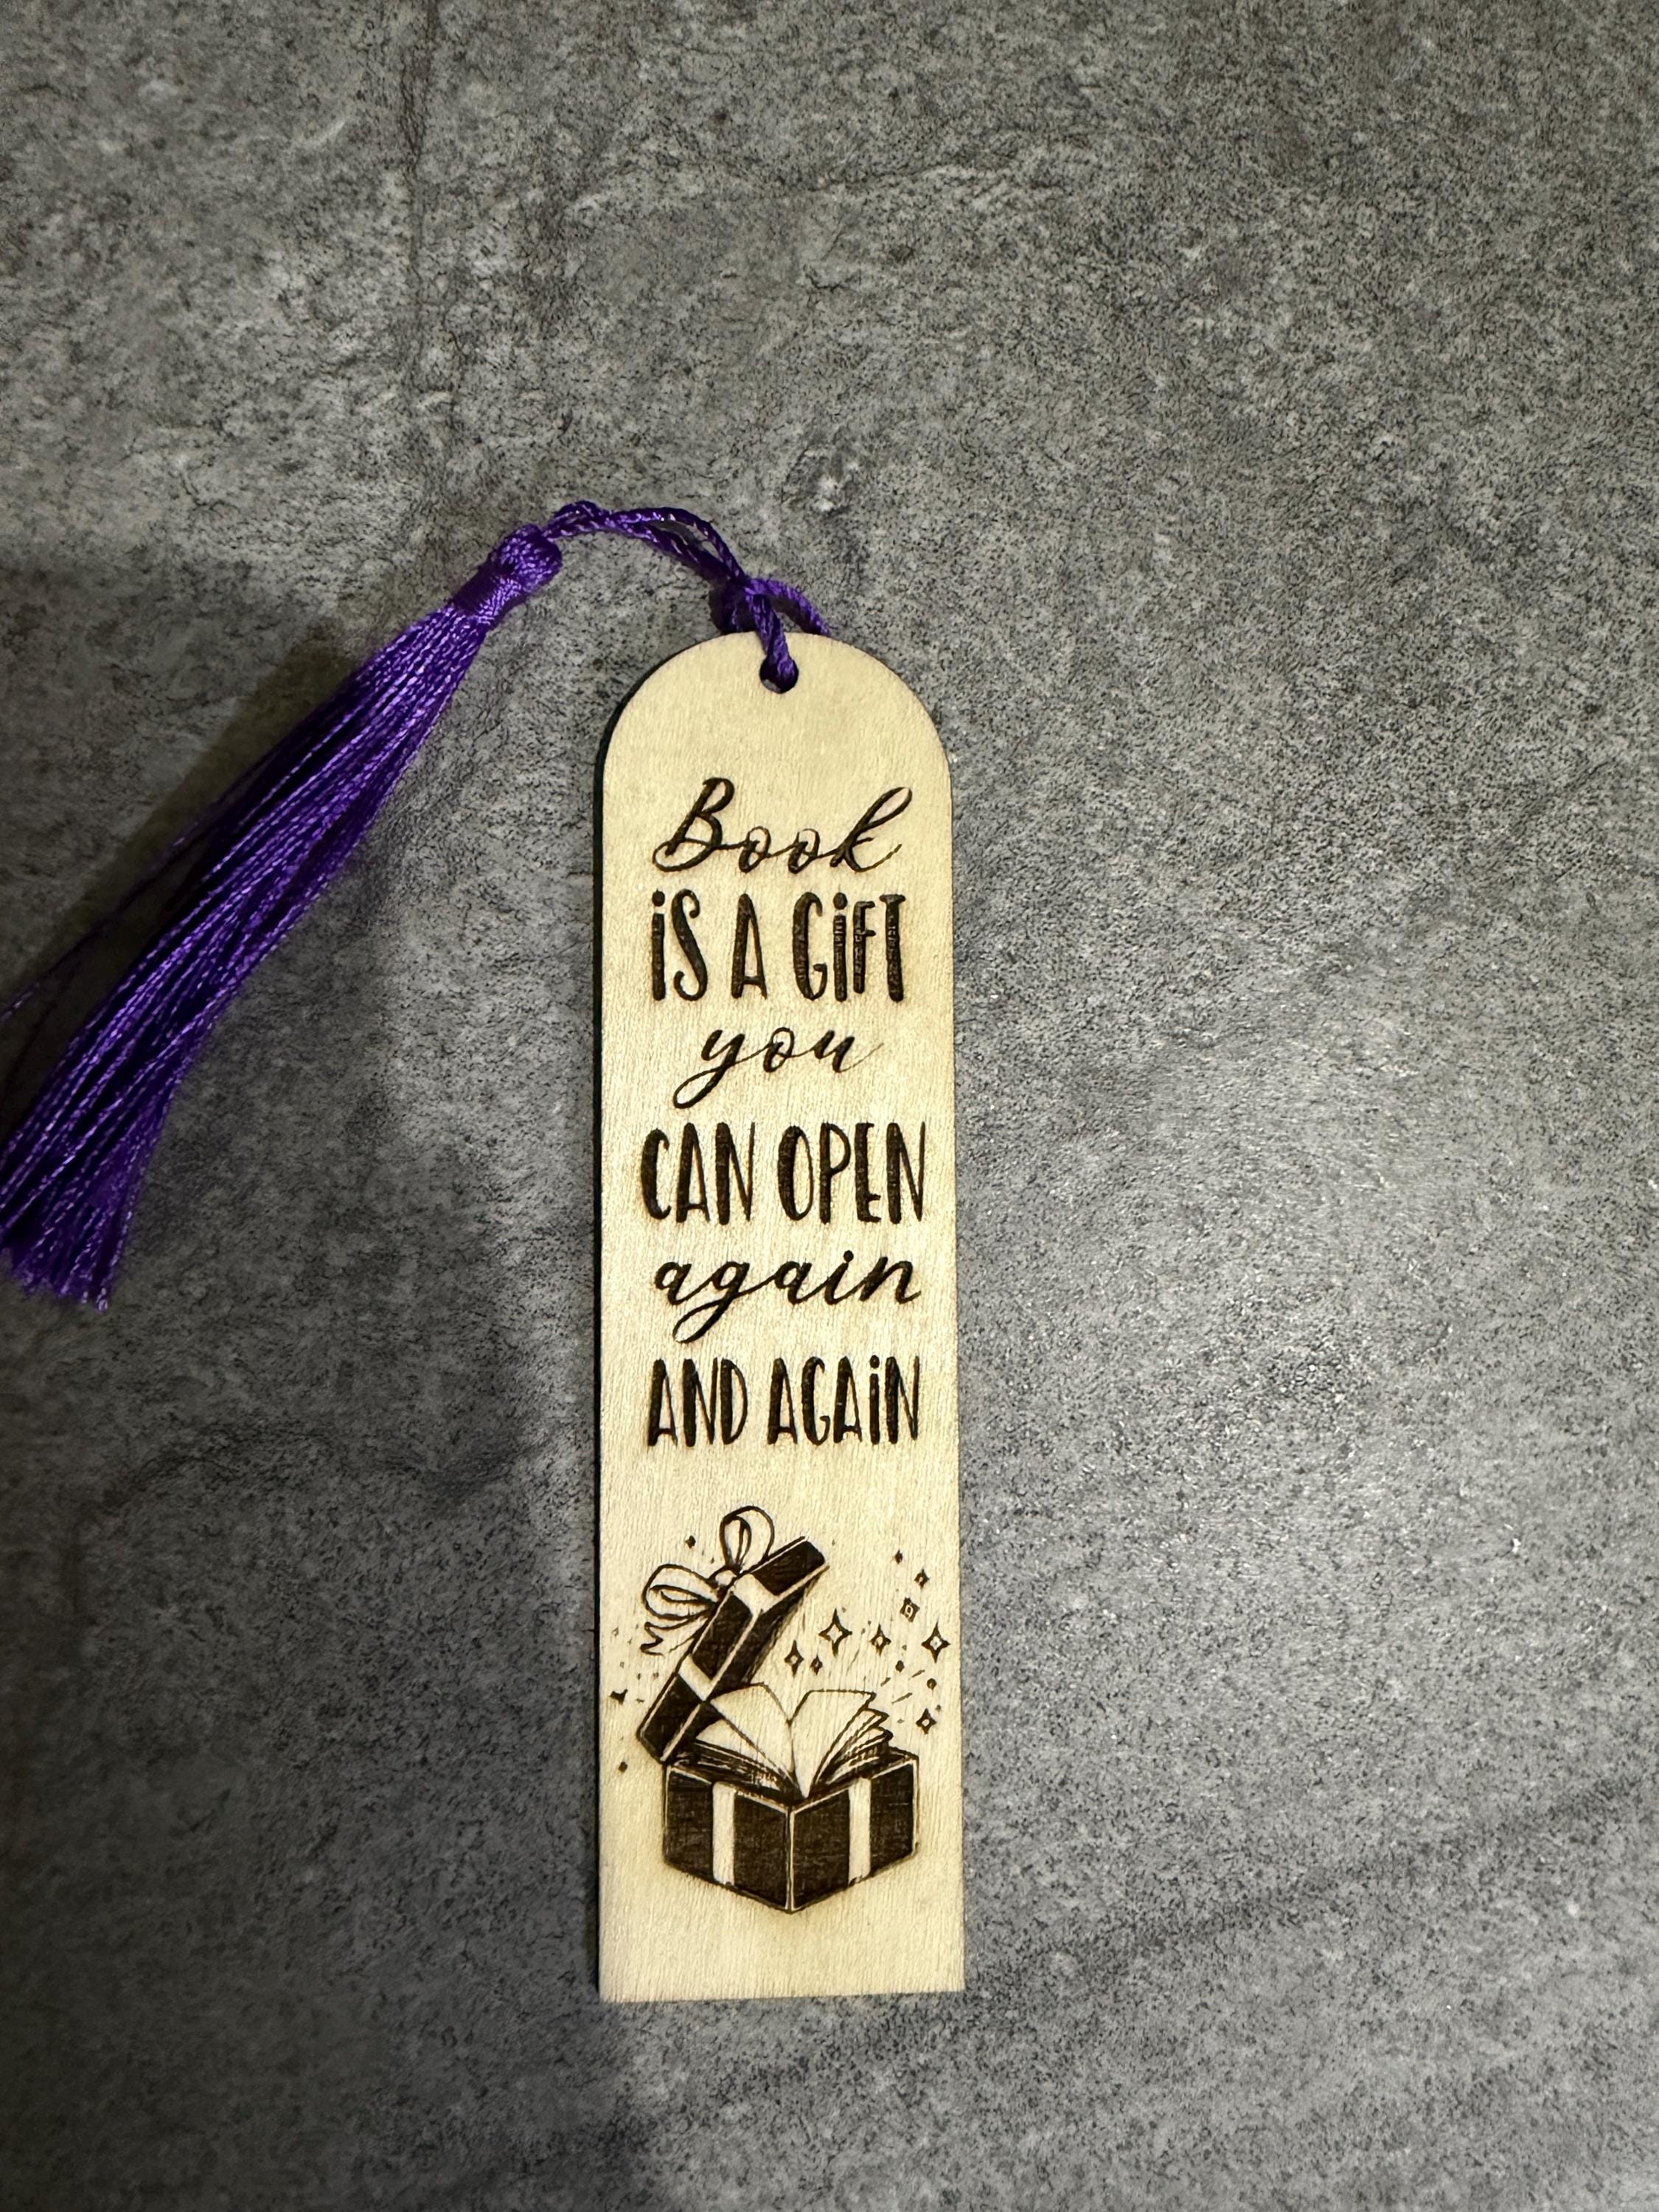 Book
iS A GiFT
you
CAN OPEN
again
AND AGAiN